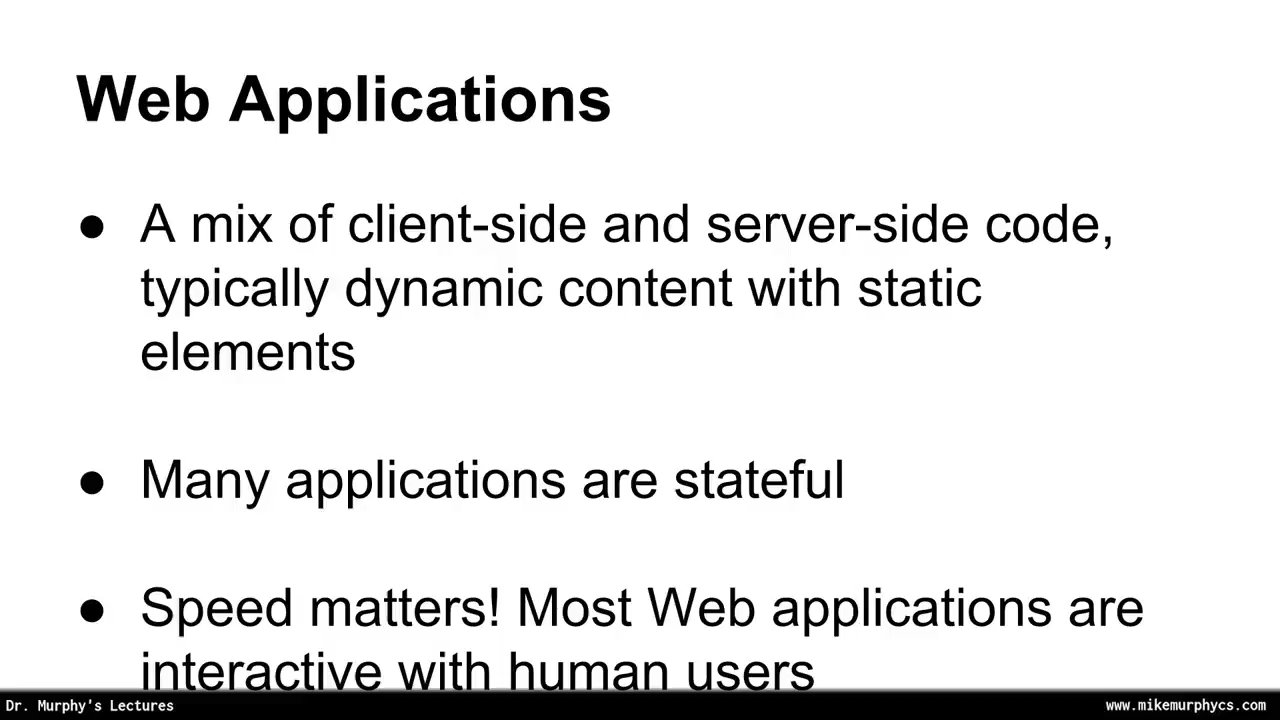 Web Applications
● A mix of client-side and server-side code,
typically dynamic content with static
elements
● Many applications are stateful
● Speed matters! Most Web applications are
interactive with human users
Dr. Murphy's Lectures
www.mikemurphycs.com